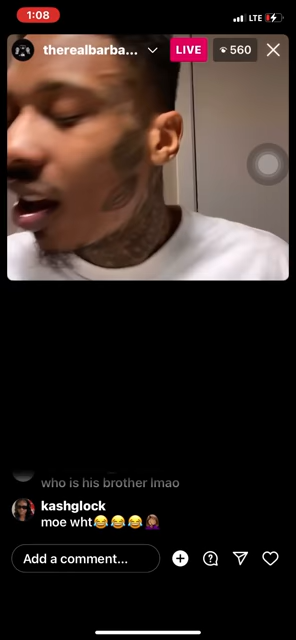 1:08
LTE
therealbarba...
LIVE
560
who is his brother lmao
kashglock
moe wht😂😂😂🤦🏾‍♀️
Add a comment...